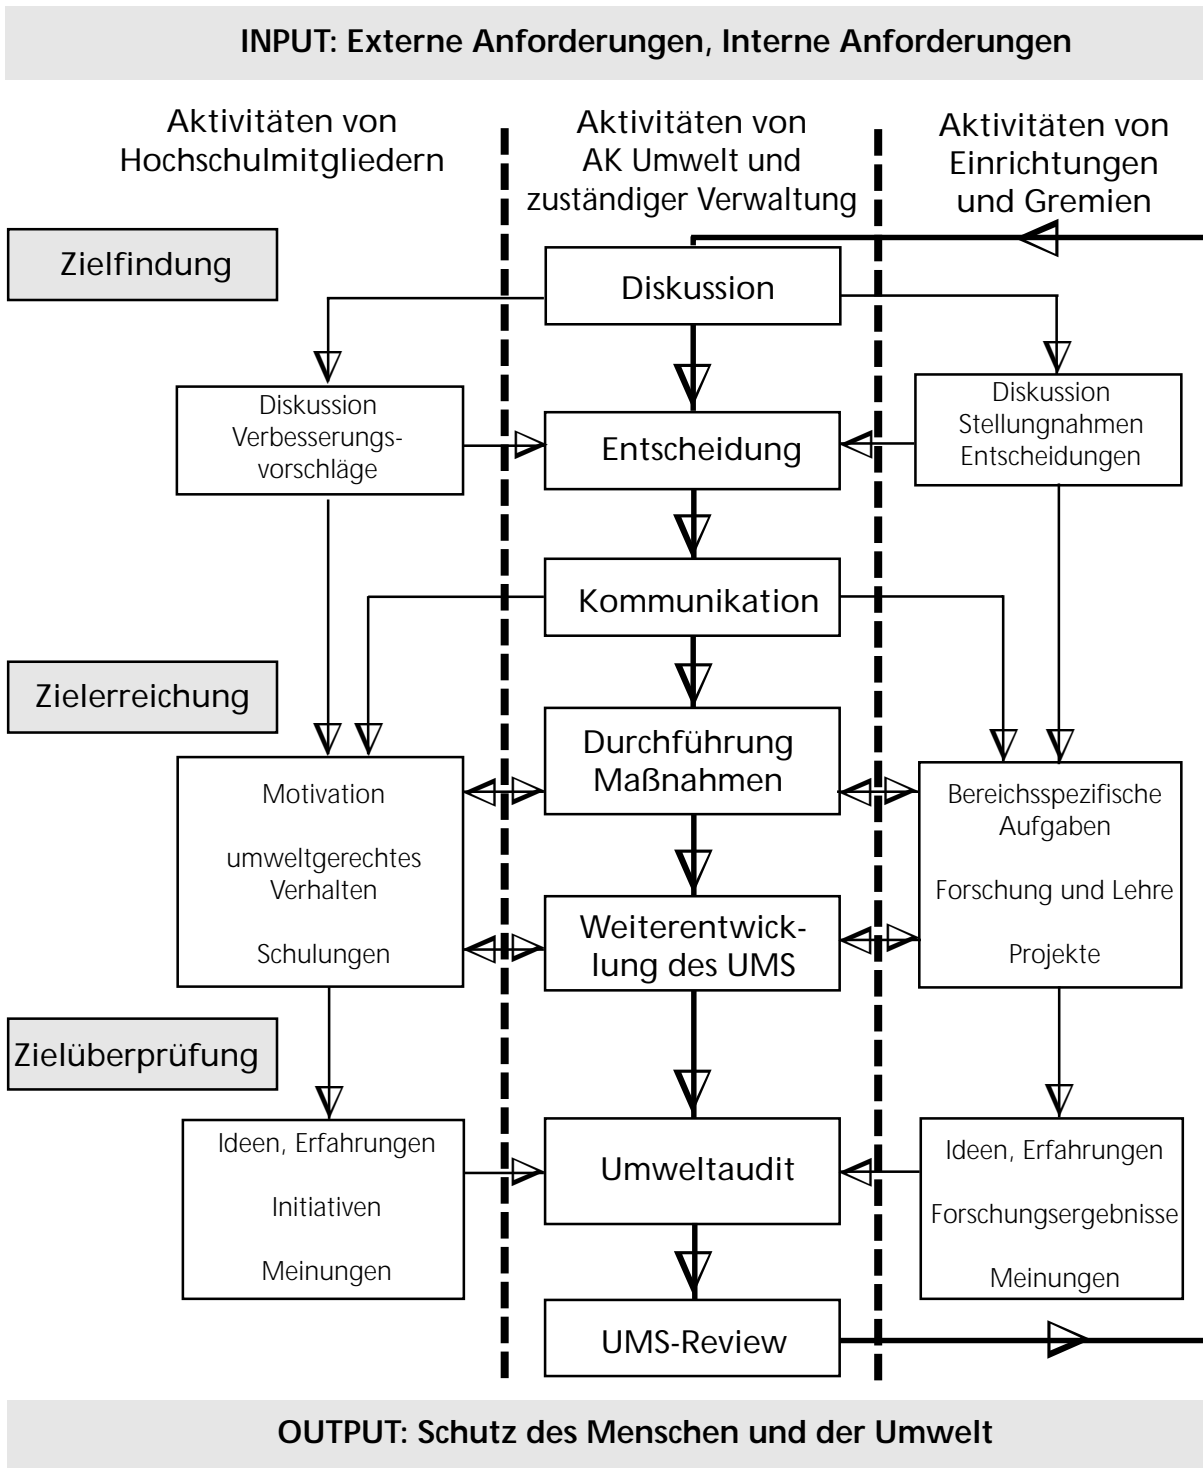 INPUT: Externe Anforderungen, Interne Anforderungen
Aktivitäten von
Hochschulmitgliedern
Aktivitäten von
AK Umwelt und
zuständiger Verwaltung
Aktivitäten von
Einrichtungen
und Gremien
Zielfindung
Diskussion
Diskussion
Verbesserungs-
vorschläge
Entscheidung
Diskussion
Stellungnahmen
Entscheidungen
Kommunikation
Zielerreichung
Durchführung
Maßnahmen
Motivation
umweltgerechtes
Verhalten
Schulungen
Bereichsspezifische
Aufgaben
Forschung und Lehre
Projekte
Weiterentwick-
lung des UMS
Zielüberprüfung
Ideen, Erfahrungen
Initiativen
Meinungen
Umweltaudit
Ideen, Erfahrungen
Forschungsergebnisse
Meinungen
UMS-Review
OUTPUT: Schutz des Menschen und der Umwelt